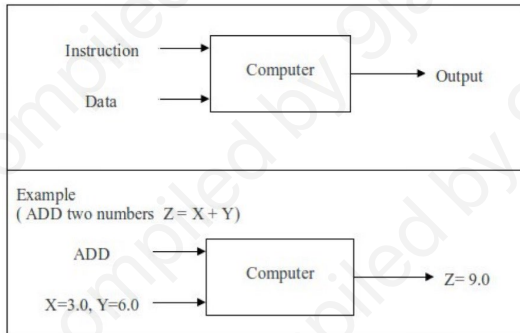 Instruction
Computer
Output
Data
Example
( ADD two numbers Z = X + Y)
ADD
Computer
Z= 9.0
X=3.0, Y=6.0